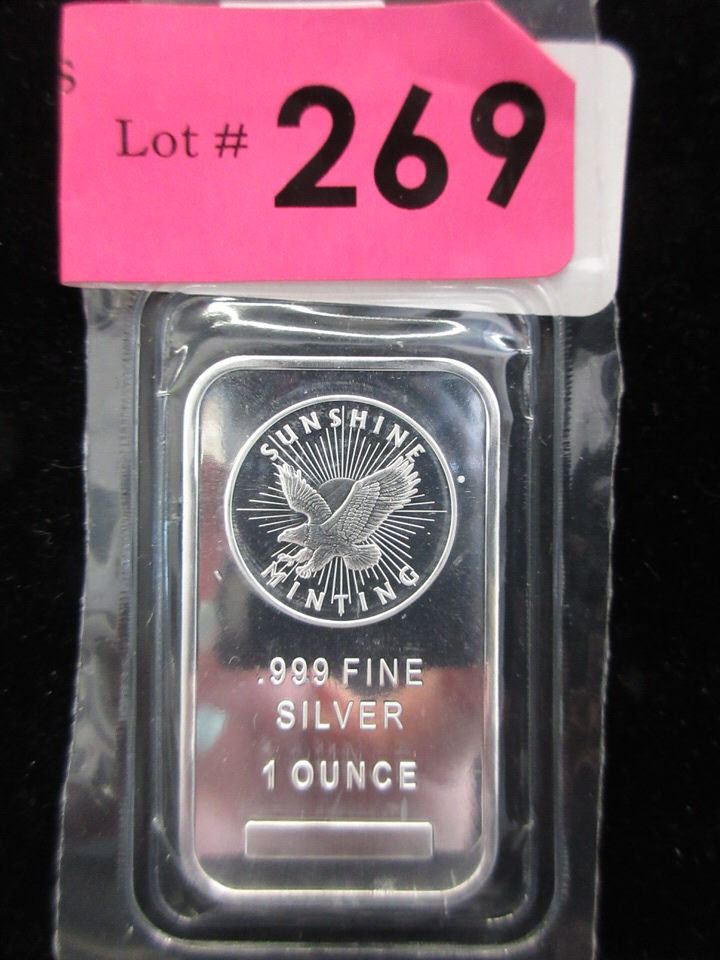 s
Lot # 269
SUNSHINE
MINTING
.999 FINE
SILVER
1 OUNCE